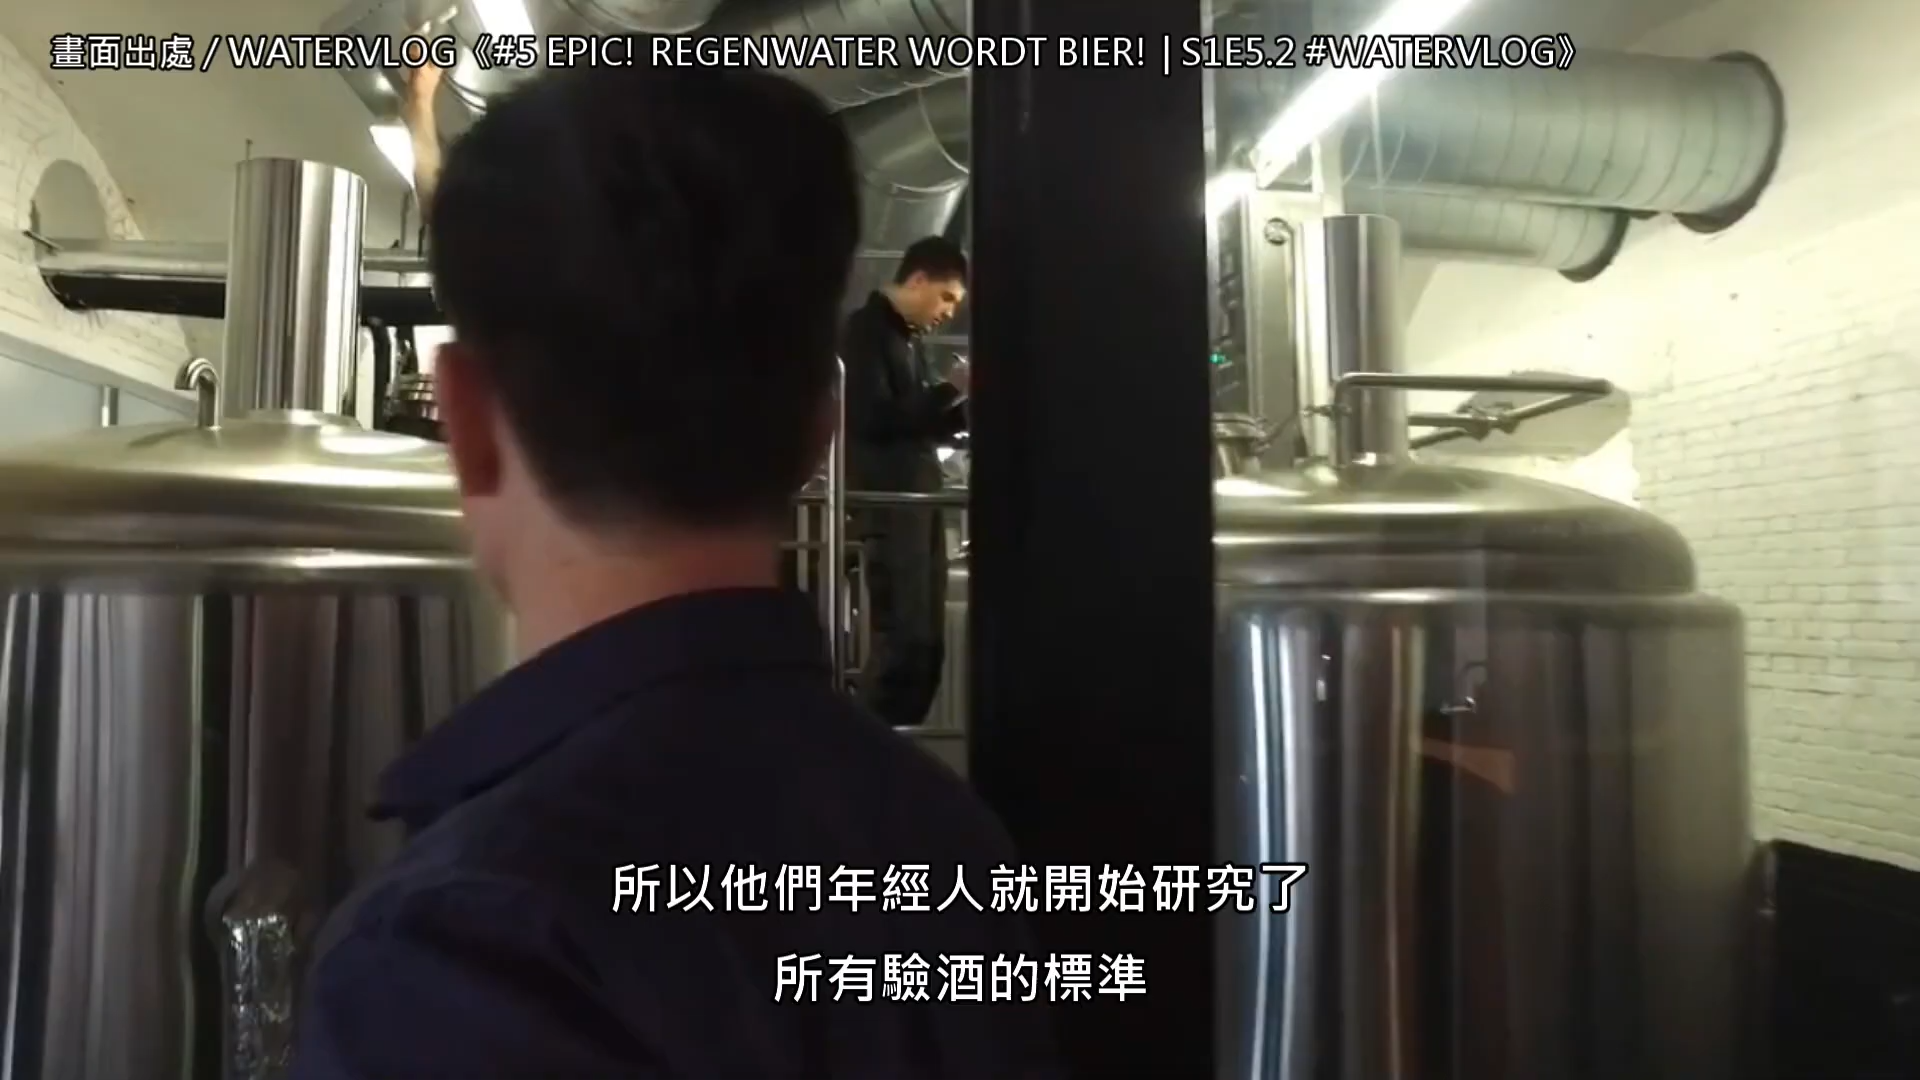 畫面出處 / WATERVLOG《#5 EPIC! REGENWATER WORDT BIER! | S1E5.2 #WATERVLOG》
所以他們年經人就開始研究了
所有驗酒的標準